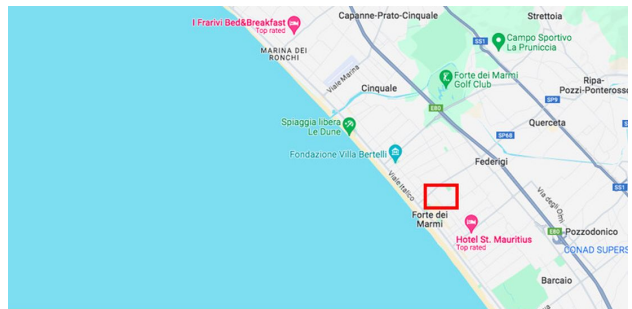 Capanne-Prato-Cinquale
Strettoia
I Frarivi Bed&Breakfast
Top rated
SS1
Campo Sportivo
La Pruniccia
MARINA DEI
RONCHI
Viale Marina
Cinquale
Forte dei Marmi
Golf Club
Ripa-
Pozzi-Ponterosso
SP9
E80
Spiaggia libera
Le Dune
Querceta
SP68
Fondazione Villa Bertelli
Federigi
Viale Italico
SS1
Via degli Olmi
Forte dei
Marmi
Hotel St. Mauritius
Top rated
E80
Pozzodonico
CONAD SUPERS
Barcaio